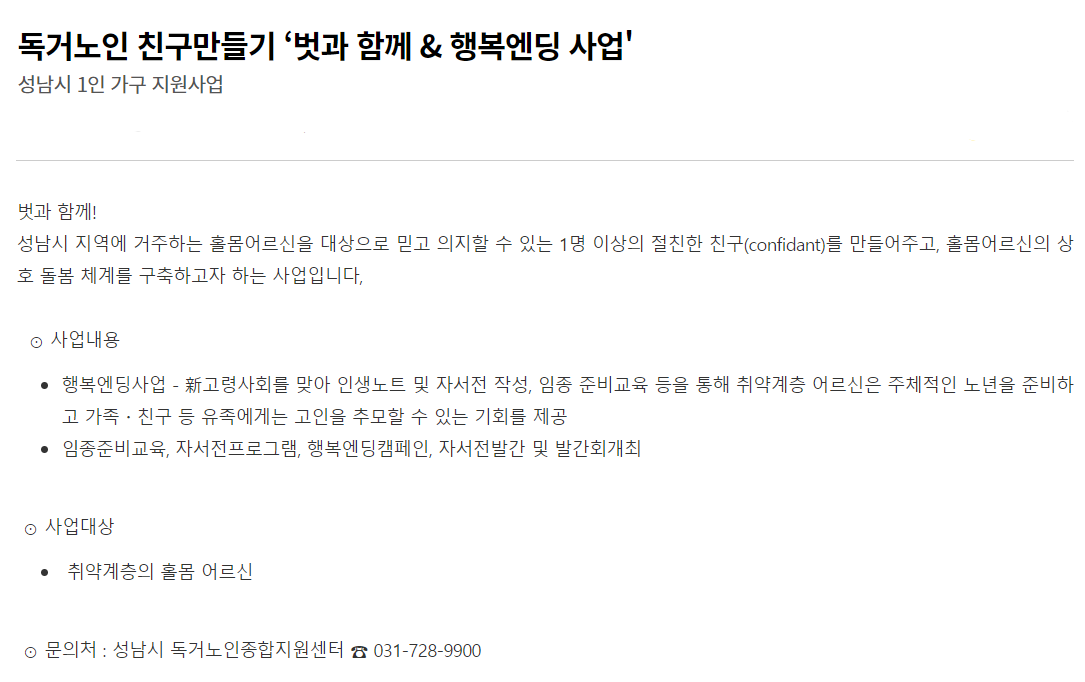 독거노인 친구만들기 ‘벗과 함께 & 행복엔딩 사업'
성남시 1인 가구 지원사업
벗과 함께!
성남시 지역에 거주하는 홀몸어르신을 대상으로 믿고 의지할 수 있는 1명 이상의 절친한 친구(confidant)를 만들어주고, 홀몸어르신의 상
호 돌봄 체계를 구축하고자 하는 사업입니다,
⊙ 사업내용
• 행복엔딩사업 - 新고령사회를 맞아 인생노트 및 자서전 작성, 임종 준비교육 등을 통해 취약계층 어르신은 주체적인 노년을 준비하
고 가족ㆍ친구 등 유족에게는 고인을 추모할 수 있는 기회를 제공
• 임종준비교육, 자서전프로그램, 행복엔딩캠페인, 자서전발간 및 발간회개최
⊙ 사업대상
• 취약계층의 홀몸 어르신
⊙ 문의처 : 성남시 독거노인종합지원센터 ☎ 031-728-9900